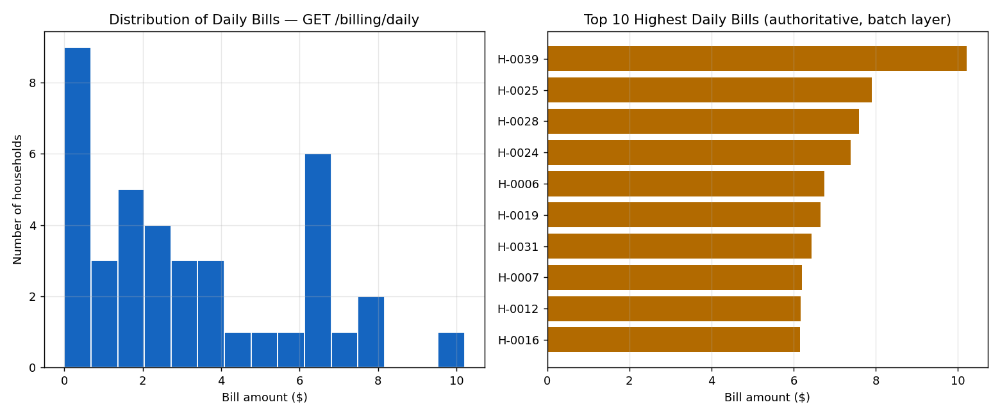 Distribution of Daily Bills — GET /billing/daily
8
6
4
2
0
Number of households
0 2 4 6 8 10
Bill amount ($)
Top 10 Highest Daily Bills (authoritative, batch layer)
H-0039
H-0025
H-0028
H-0024
H-0006
H-0019
H-0031
H-0007
H-0012
H-0016
0 2 4 6 8 10
Bill amount ($)